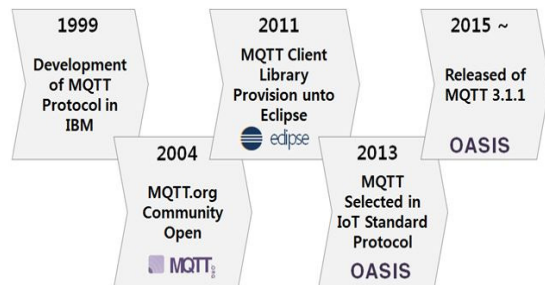 1999
Development
of MQTT
Protocol in
IBM
2004
MQTT.org
Community
Open
MQTT.org
2011
MQTT Client
Library
Provision unto
Eclipse
eclipse
2013
MQTT
Selected in
IoT Standard
Protocol
OASIS
2015 ~
Released of
MQTT 3.1.1
OASIS